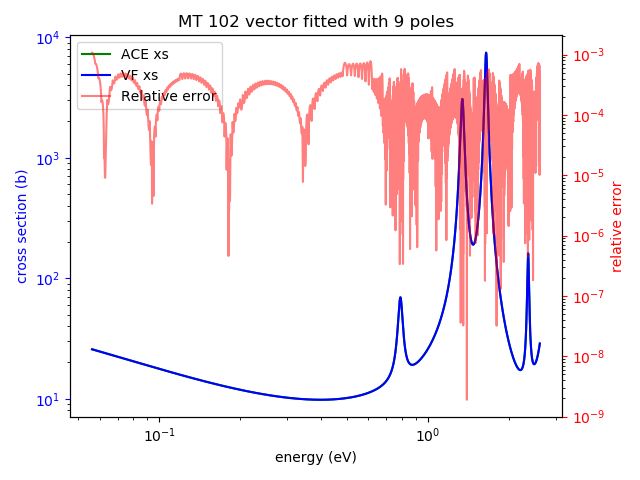 MT 102 vector fitted with 9 poles
ACE xs
VF xs
Relative error
cross section (b)
10^4
10^3
10^2
10^1
10^-3
10^-4
10^-5
10^-6
10^-7
10^-8
10^-9
relative error
10^-1
10^0
energy (eV)